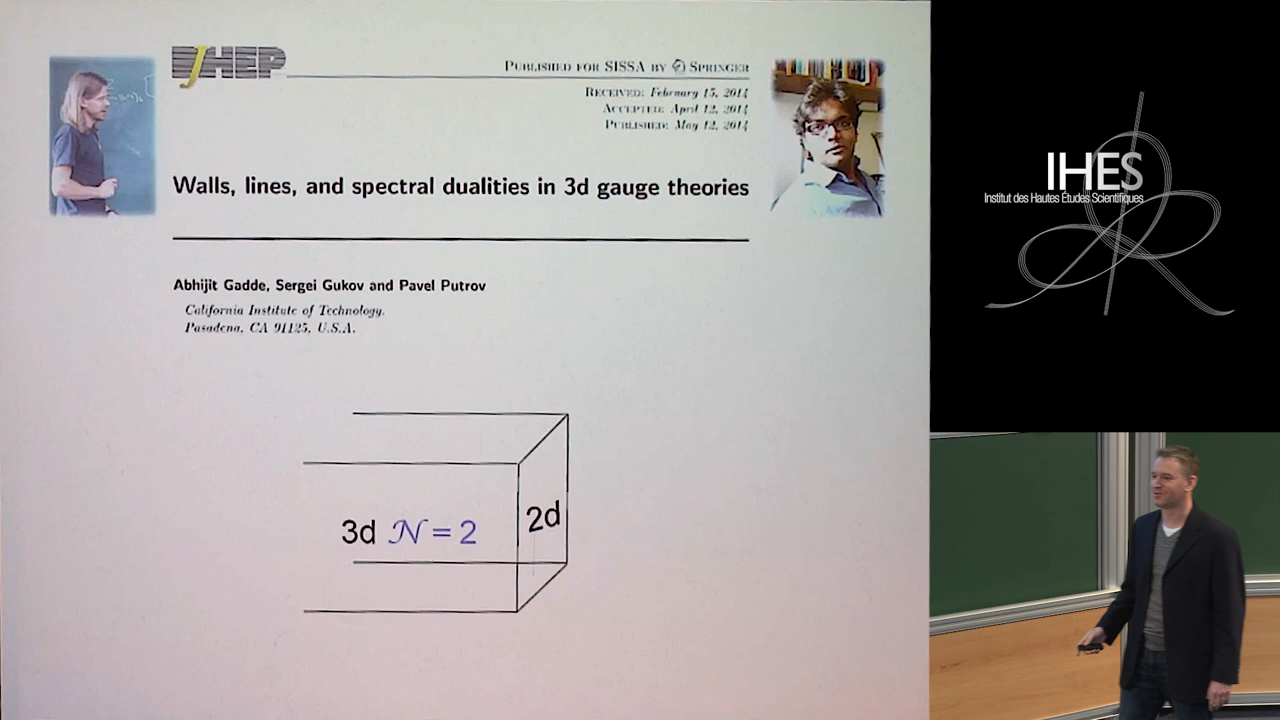 JHEP
PUBLISHED FOR SISSA BY Springer
RECEIVED: February 15, 2014
ACCEPTED: April 12, 2014
PUBLISHED: May 12, 2014
Walls, lines, and spectral dualities in 3d gauge theories
Abhijit Gadde, Sergei Gukov and Pavel Putrov
California Institute of Technology,
Pasadena, CA 91125, U.S.A.
3d 𝒩 = 2
2d
IHES
Institut des Hautes Études Scientifiques